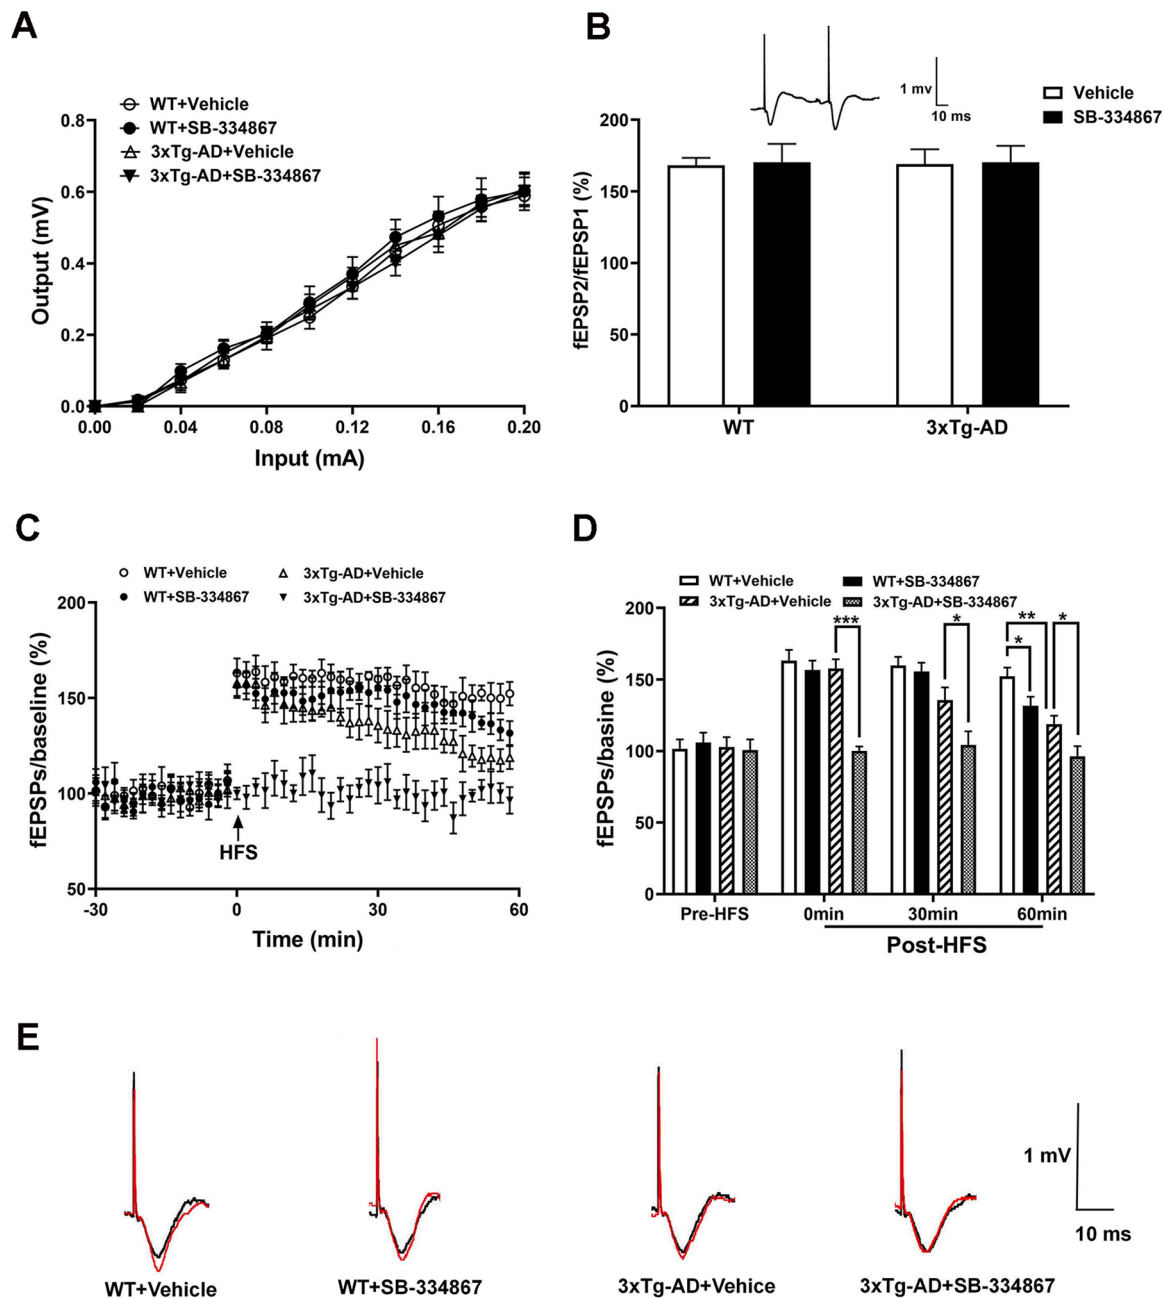 A
WT+Vehicle
WT+SB-334867
3xTg-AD+Vehicle
3xTg-AD+SB-334867
Output (mV)
0.8
0.6
0.4
0.2
0.0
0.00 0.04 0.08 0.12 0.16 0.20
Input (mA)
B
1 mv
10 ms
Vehicle
SB-334867
fEPSP2/fEPSP1 (%)
200
150
100
50
0
WT 3xTg-AD
C
WT+Vehicle 3xTg-AD+Vehicle
WT+SB-334867 3xTg-AD+SB-334867
fEPSPs/baseline (%)
200
150
100
50
HFS
-30 0 30 60
Time (min)
D
WT+Vehicle WT+SB-334867
3xTg-AD+Vehicle 3xTg-AD+SB-334867
fEPSPs/basine (%)
200
150
100
50
0
*** * ** * *
Pre-HFS 0min 30min 60min
Post-HFS
E
1 mV
10 ms
WT+Vehicle WT+SB-334867 3xTg-AD+Vehice 3xTg-AD+SB-334867